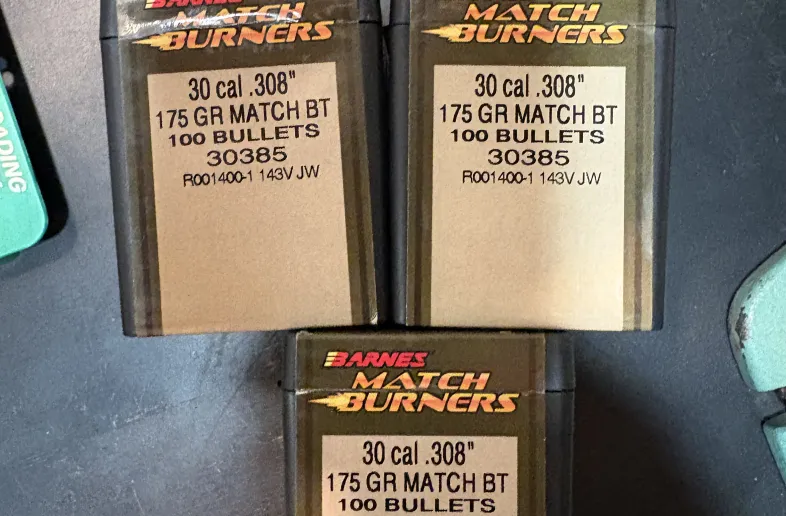 BARNES
MATCH
BURNERS
30 cal .308"
175 GR MATCH BT
100 BULLETS
30385
R001400-1 143V JW
MATCH
BURNERS
30 cal .308"
175 GR MATCH BT
100 BULLETS
30385
R001400-1 143V JW
BARNES
MATCH
BURNERS
30 cal .308"
175 GR MATCH BT
100 BULLETS